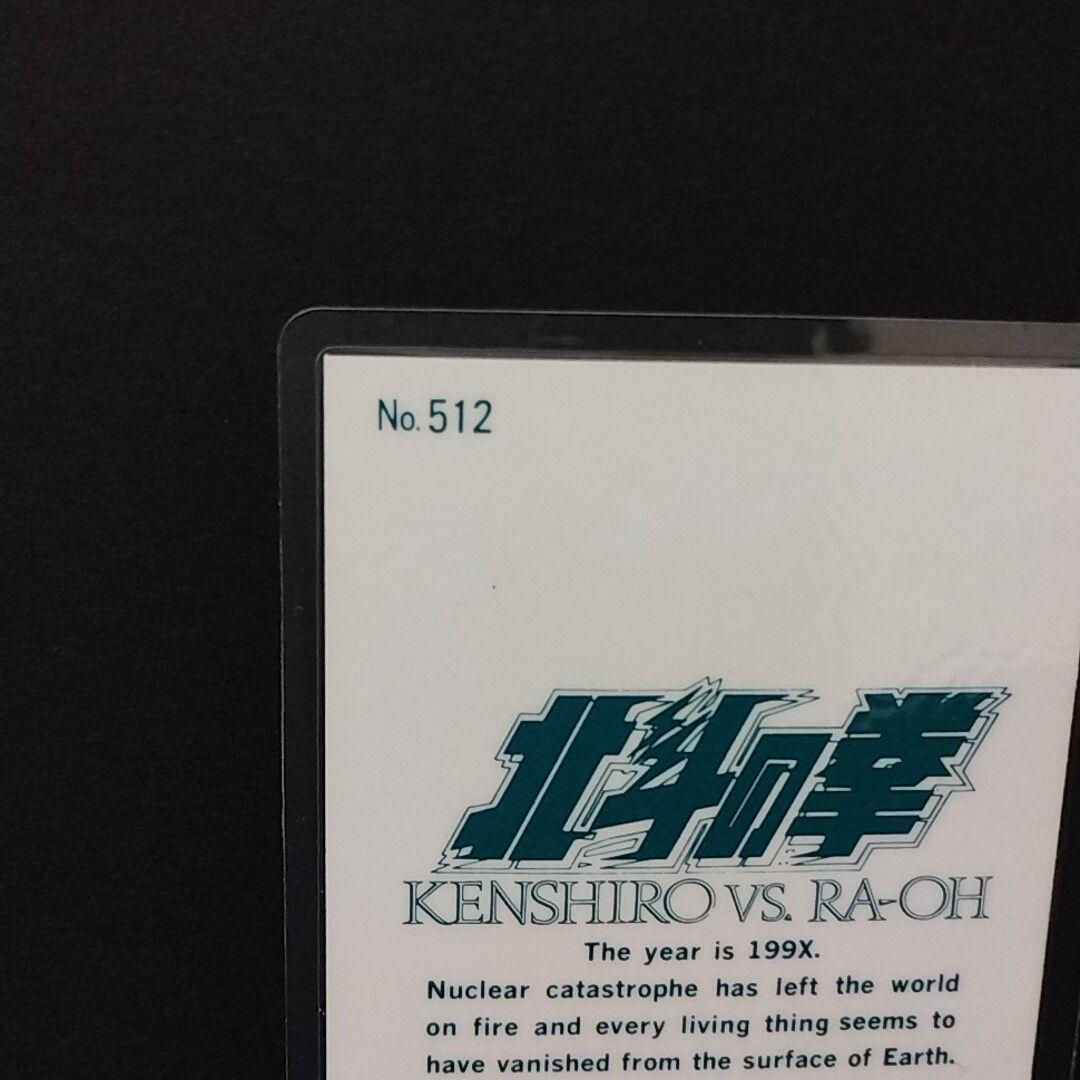 No. 512
北斗の拳
KENSHIRO VS. RA-OH
The year is 199X.
Nuclear catastrophe has left the world
on fire and every living thing seems to
have vanished from the surface of Earth.